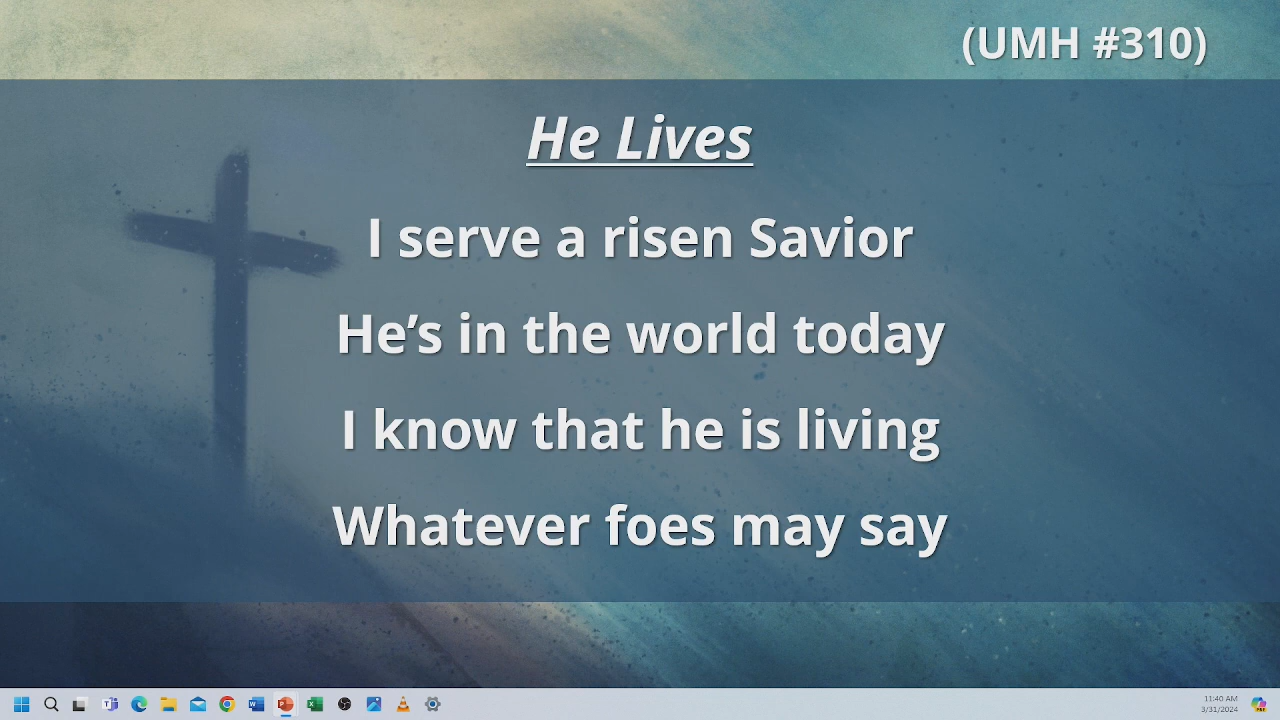 (UMH #310)
He Lives
I serve a risen Savior
He’s in the world today
I know that he is living
Whatever foes may say
11:40 AM
3/31/2024